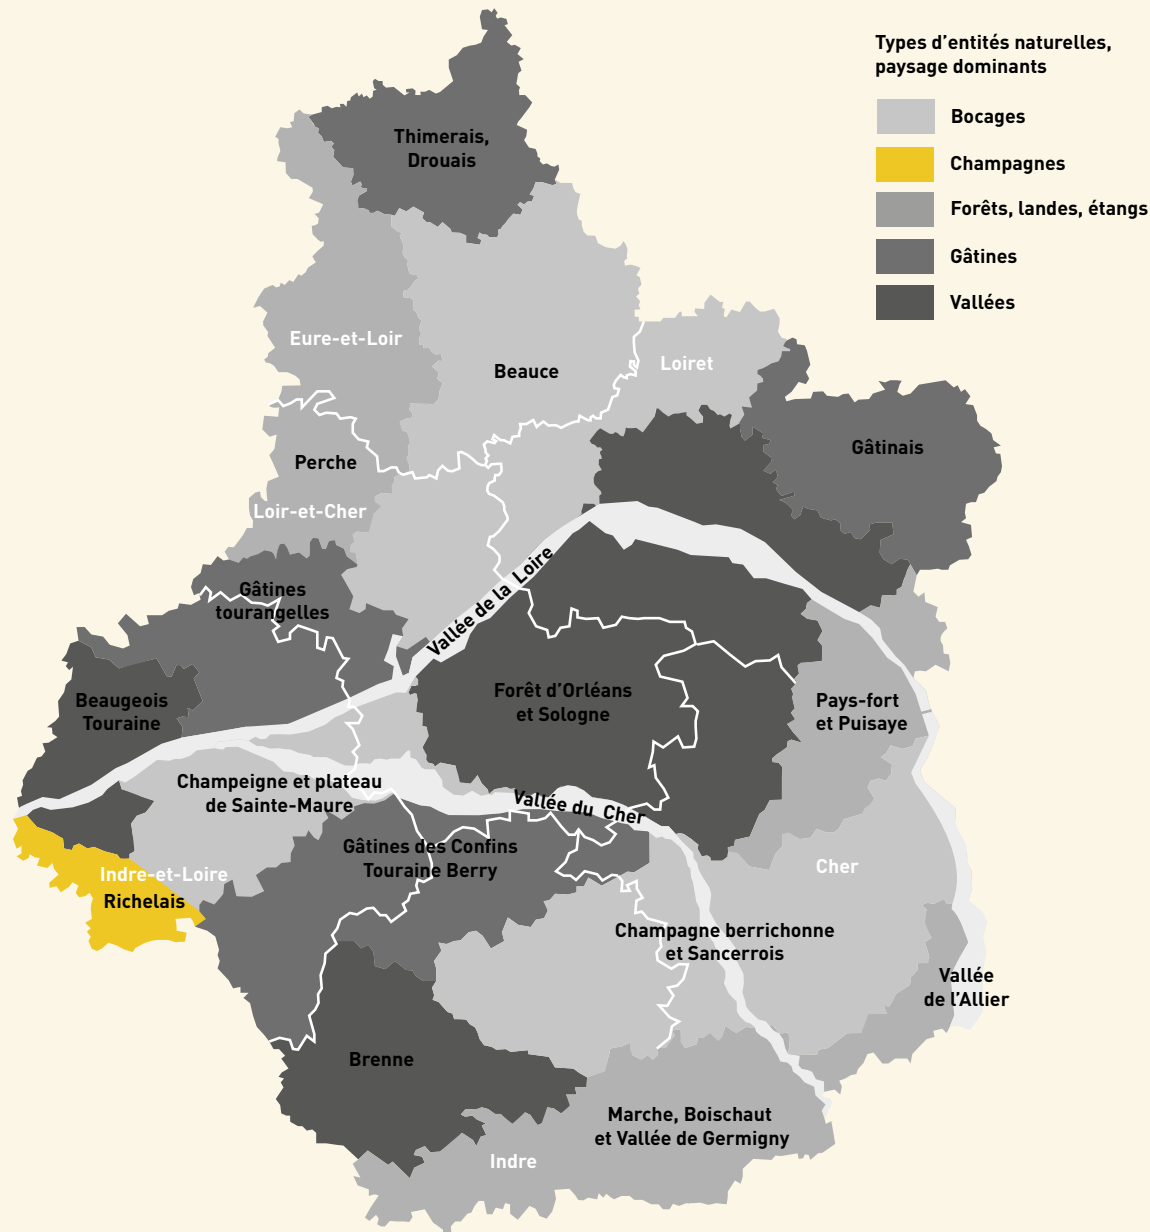 Types d’entités naturelles,
paysage dominants
Bocages
Champagnes
Forêts, landes, étangs
Gâtines
Vallées
Thimerais,
Drouais
Eure-et-Loir
Beauce
Loiret
Gâtinais
Perche
Loir-et-Cher
Vallée de la Loire
Gâtines
tourangelles
Beaugeois
Touraine
Forêt d’Orléans
et Sologne
Pays-fort
et Puisaye
Champeigne et plateau
de Sainte-Maure
Vallée du Cher
Gâtines des Confins
Touraine Berry
Indre-et-Loire
Richelais
Cher
Champagne berrichonne
et Sancerrois
Vallée
de l’Allier
Brenne
Marche, Boischaut
et Vallée de Germigny
Indre